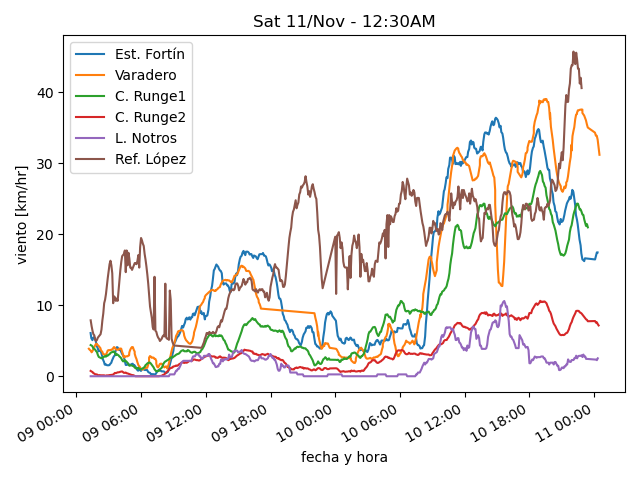 Sat 11/Nov - 12:30AM
Est. Fortín
Varadero
C. Runge1
C. Runge2
L. Notros
Ref. López
viento [km/hr]
40
30
20
10
0
09 00:00
09 06:00
09 12:00
09 18:00
10 00:00
10 06:00
10 12:00
10 18:00
11 00:00
fecha y hora